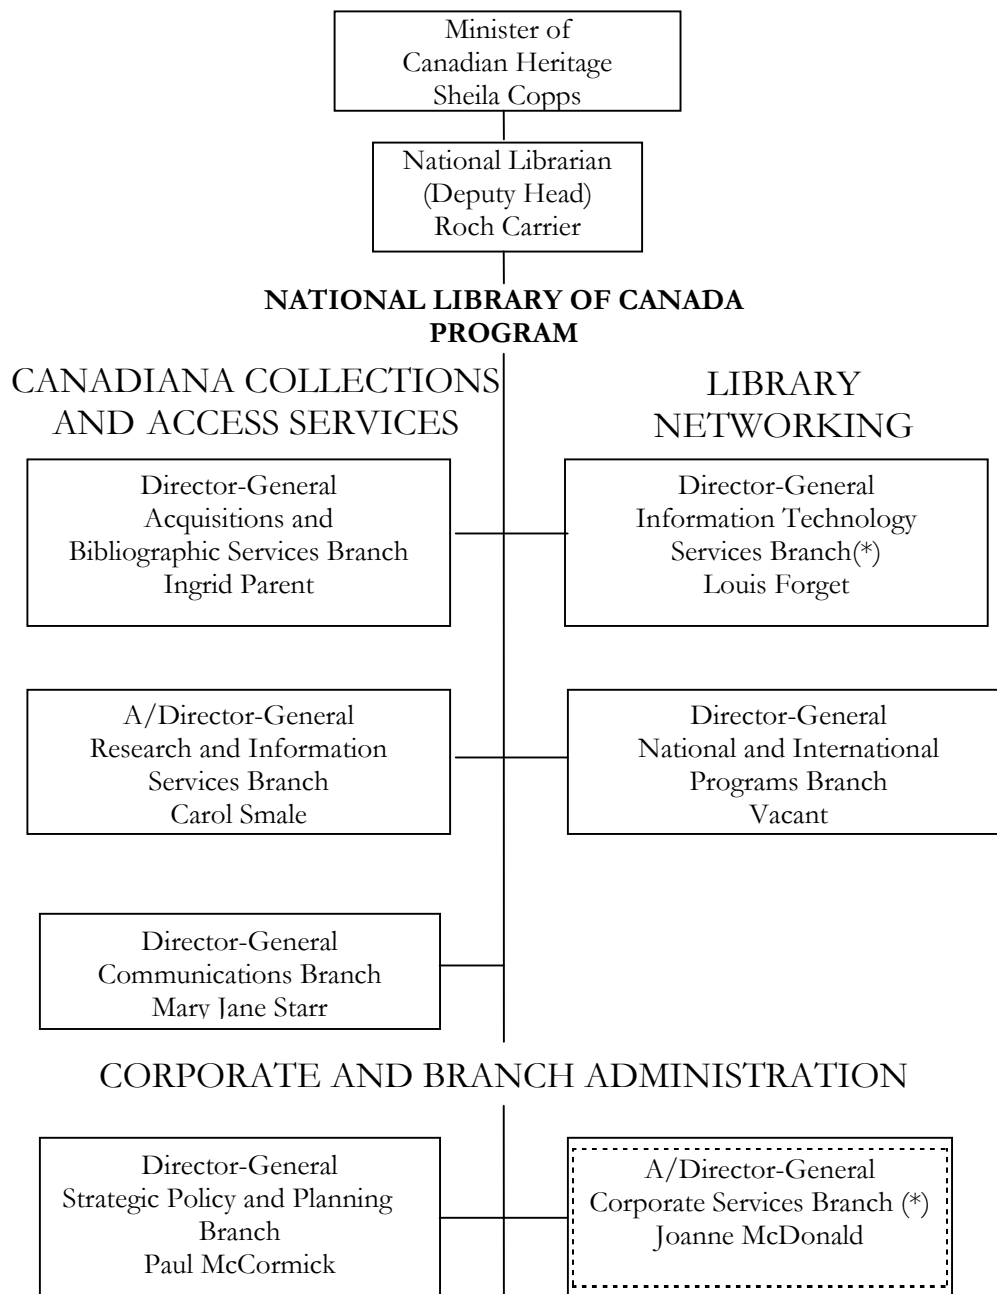 Minister of
Canadian Heritage
Sheila Copps
National Librarian
(Deputy Head)
Roch Carrier
NATIONAL LIBRARY OF CANADA
PROGRAM
CANADIANA COLLECTIONS
AND ACCESS SERVICES
LIBRARY
NETWORKING
Director-General
Acquisitions and
Bibliographic Services Branch
Ingrid Parent
Director-General
Information Technology
Services Branch(*)
Louis Forget
A/Director-General
Research and Information
Services Branch
Carol Smale
Director-General
National and International
Programs Branch
Vacant
Director-General
Communications Branch
Mary Jane Starr
CORPORATE AND BRANCH ADMINISTRATION
Director-General
Strategic Policy and Planning
Branch
Paul McCormick
A/Director-General
Corporate Services Branch (*)
Joanne McDonald